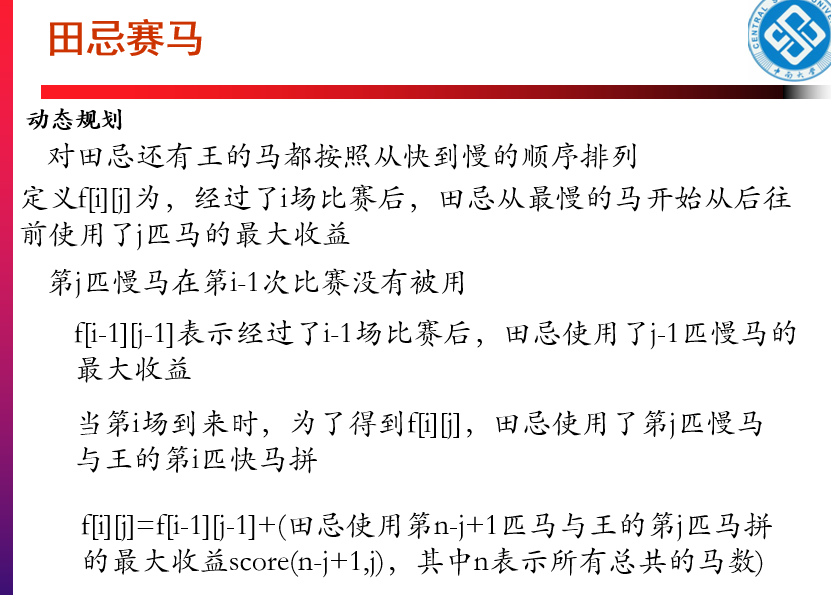 田忌赛马
CENTRAL S
UNIVE
中南大学
动态规划
对田忌还有王的马都按照从快到慢的顺序排列
定义f[i][j]为，经过了i场比赛后，田忌从最慢的马开始从后往
前使用了j匹马的最大收益
第j匹慢马在第i-1次比赛没有被用
f[i-1][j-1]表示经过了i-1场比赛后，田忌使用了j-1匹慢马的
最大收益
当第i场到来时，为了得到f[i][j]，田忌使用了第j匹慢马
与王的第i匹快马拼
f[i][j]=f[i-1][j-1]+(田忌使用第n-j+1匹马与王的第j匹马拼
的最大收益score(n-j+1,j)，其中n表示所有总共的马数)